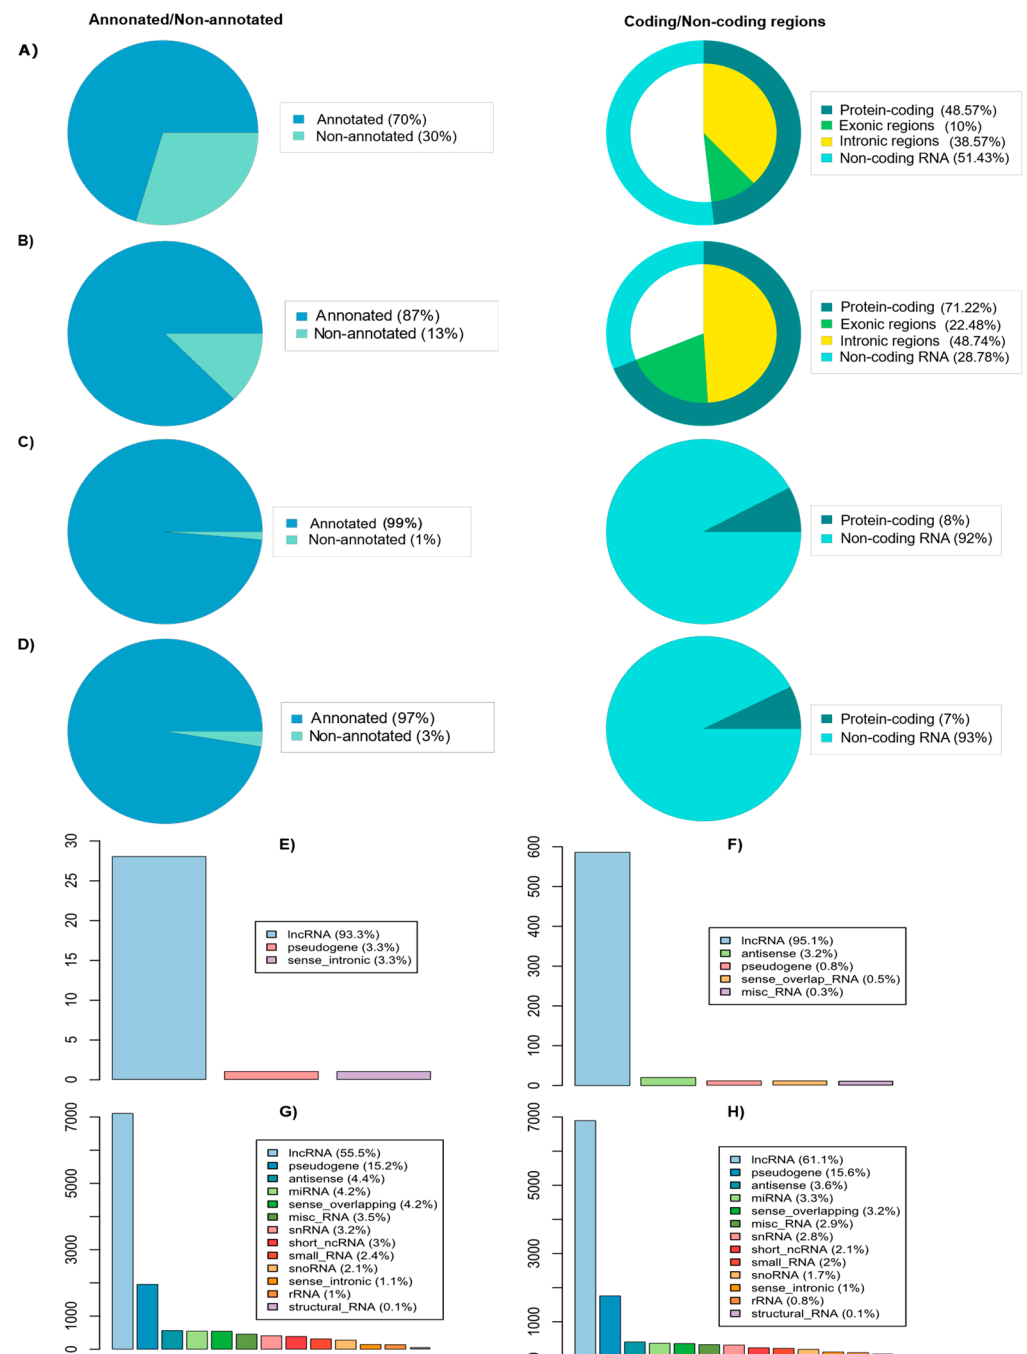 Annonated/Non-annotated
Coding/Non-coding regions
A)
Annotated (70%)
Non-annotated (30%)
Protein-coding (48.57%)
Exonic regions (10%)
Intronic regions (38.57%)
Non-coding RNA (51.43%)
B)
Annonated (87%)
Non-annotated (13%)
Protein-coding (71.22%)
Exonic regions (22.48%)
Intronic regions (48.74%)
Non-coding RNA (28.78%)
C)
Annotated (99%)
Non-annotated (1%)
Protein-coding (8%)
Non-coding RNA (92%)
D)
Annonated (97%)
Non-annotated (3%)
Protein-coding (7%)
Non-coding RNA (93%)
E)
30
25
20
15
10
5
0
lncRNA (93.3%)
pseudogene (3.3%)
sense_intronic (3.3%)
F)
600
500
400
300
200
100
0
lncRNA (95.1%)
antisense (3.2%)
pseudogene (0.8%)
sense_overlap_RNA (0.5%)
misc_RNA (0.3%)
G)
7000
5000
3000
1000
0
lncRNA (55.5%)
pseudogene (15.2%)
antisense (4.4%)
miRNA (4.2%)
sense_overlapping (4.2%)
misc_RNA (3.5%)
snRNA (3.2%)
short_ncRNA (3%)
small_RNA (2.4%)
snoRNA (2.1%)
sense_intronic (1.1%)
rRNA (1%)
structural_RNA (0.1%)
H)
7000
5000
3000
1000
0
lncRNA (61.1%)
pseudogene (15.6%)
antisense (3.6%)
miRNA (3.3%)
sense_overlapping (3.2%)
misc_RNA (2.9%)
snRNA (2.8%)
short_ncRNA (2.1%)
small_RNA (2%)
snoRNA (1.7%)
sense_intronic (1%)
rRNA (0.8%)
structural_RNA (0.1%)